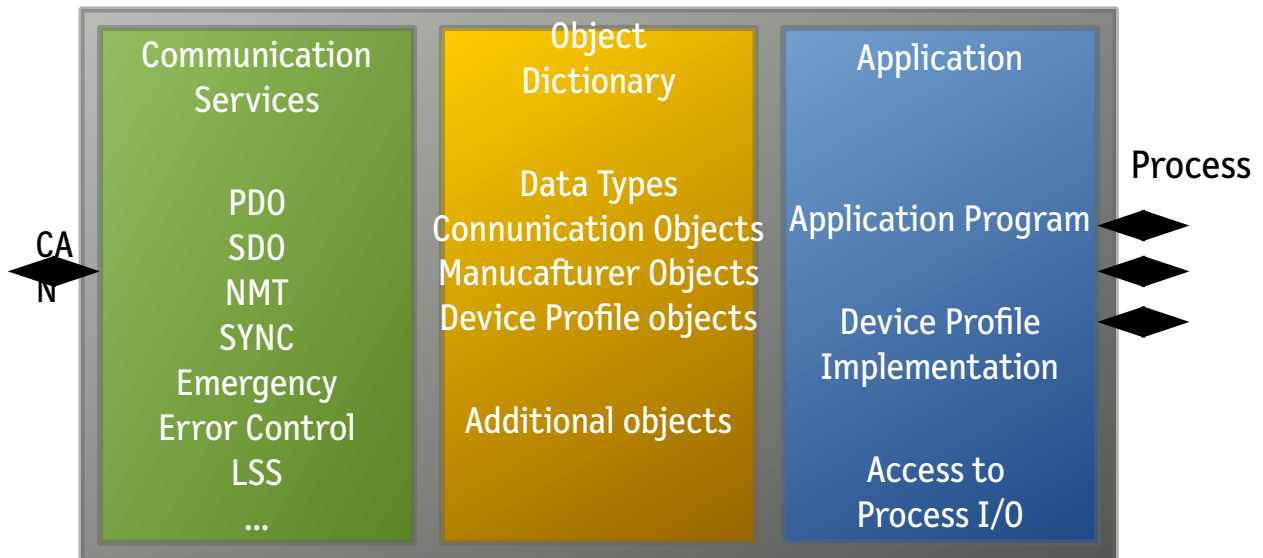 Communication
Services
PDO
SDO
NMT
SYNC
Emergency
Error Control
LSS
...
Object
Dictionary
Data Types
Connunication Objects
Manucafturer Objects
Device Profile objects
Additional objects
Application
Application Program
Device Profile
Implementation
Access to
Process I/O
CA
N
Process